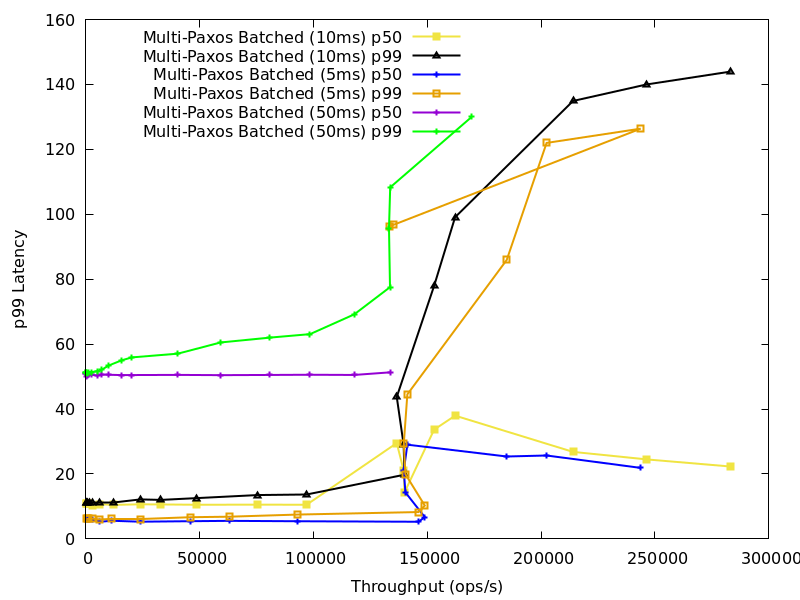 160
140
120
100
80
60
40
20
0
p99 Latency
Multi-Paxos Batched (10ms) p50
Multi-Paxos Batched (10ms) p99
Multi-Paxos Batched (5ms) p50
Multi-Paxos Batched (5ms) p99
Multi-Paxos Batched (50ms) p50
Multi-Paxos Batched (50ms) p99
0 50000 100000 150000 200000 250000 300000
Throughput (ops/s)